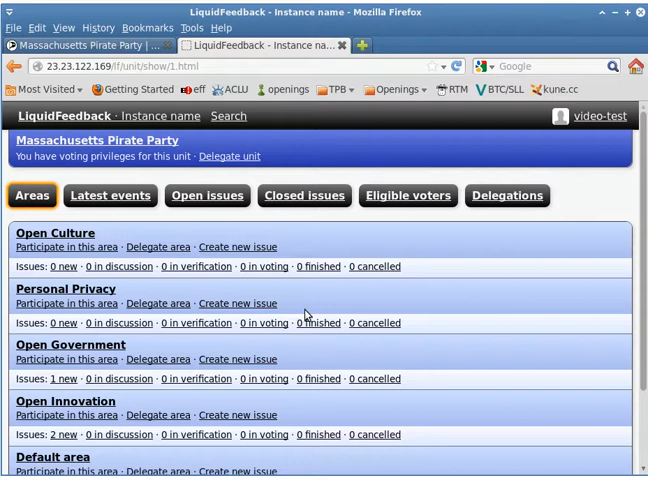 LiquidFeedback - Instance name - Mozilla Firefox
File Edit View History Bookmarks Tools Help
Massachusetts Pirate Party | ... LiquidFeedback - Instance na...
23.23.122.169/lf/unit/show/1.html Google
Most Visited Getting Started eff ACLU openings TPB Openings RTM BTC/SLL kune.cc
LiquidFeedback · Instance name Search video-test
Massachusetts Pirate Party
You have voting privileges for this unit · Delegate unit
Areas Latest events Open issues Closed issues Eligible voters Delegations
Open Culture
Participate in this area · Delegate area · Create new issue
Issues: 0 new · 0 in discussion · 0 in verification · 0 in voting · 0 finished · 0 cancelled
Personal Privacy
Participate in this area · Delegate area · Create new issue
Issues: 0 new · 0 in discussion · 0 in verification · 0 in voting · 0 finished · 0 cancelled
Open Government
Participate in this area · Delegate area · Create new issue
Issues: 1 new · 0 in discussion · 0 in verification · 0 in voting · 0 finished · 0 cancelled
Open Innovation
Participate in this area · Delegate area · Create new issue
Issues: 2 new · 0 in discussion · 0 in verification · 0 in voting · 0 finished · 0 cancelled
Default area
Participate in this area · Delegate area · Create new issue